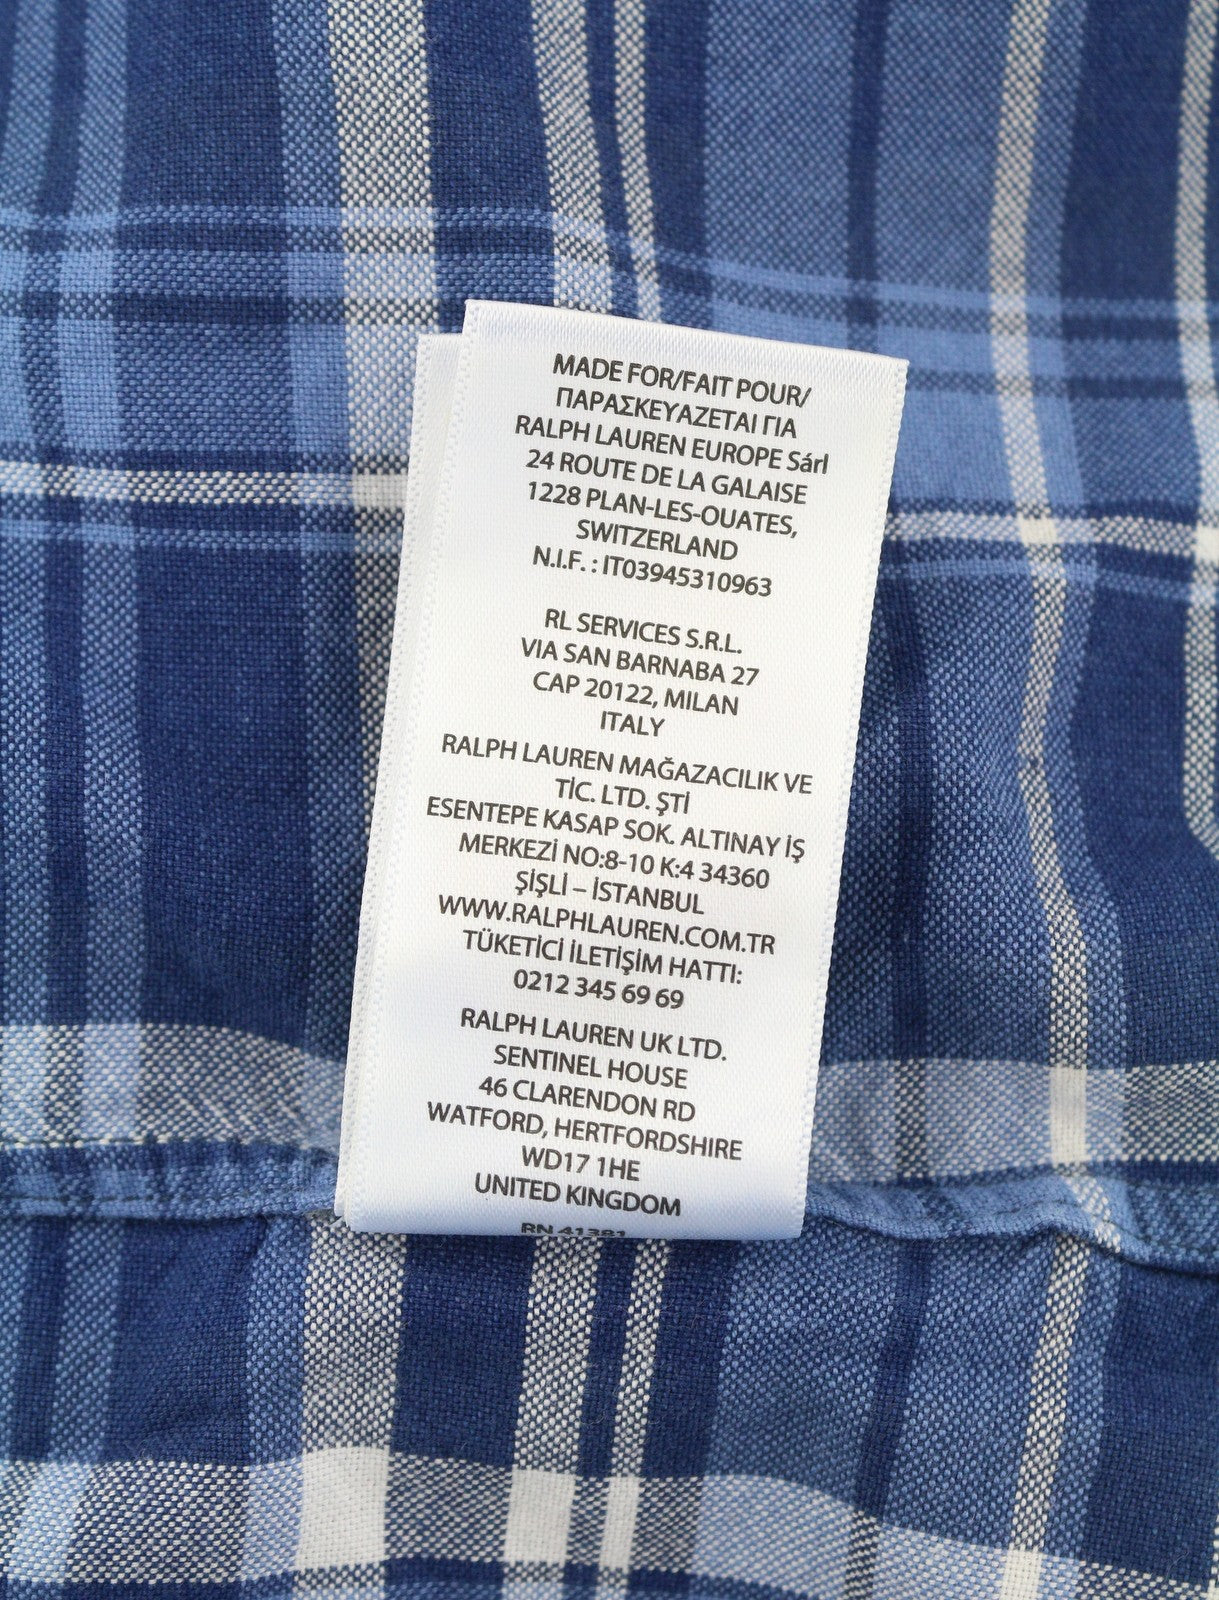 MADE FOR/FAIT POUR/
ΠΑΡΑΣΚΕΥΑΖΕΤΑΙ ΓΙΑ
RALPH LAUREN EUROPE Sárl
24 ROUTE DE LA GALAISE
1228 PLAN-LES-OUATES,
SWITZERLAND
N.I.F. : IT03945310963
RL SERVICES S.R.L.
VIA SAN BARNABA 27
CAP 20122, MILAN
ITALY
RALPH LAUREN MAĞAZACILIK VE
TİC. LTD. ŞTİ
ESENTEPE KASAP SOK. ALTINAY İŞ
MERKEZİ NO:8-10 K:4 34360
ŞİŞLİ – İSTANBUL
WWW.RALPHLAUREN.COM.TR
TÜKETİCİ İLETİŞİM HATTI:
0212 345 69 69
RALPH LAUREN UK LTD.
SENTINEL HOUSE
46 CLARENDON RD
WATFORD, HERTFORDSHIRE
WD17 1HE
UNITED KINGDOM
RN 41381